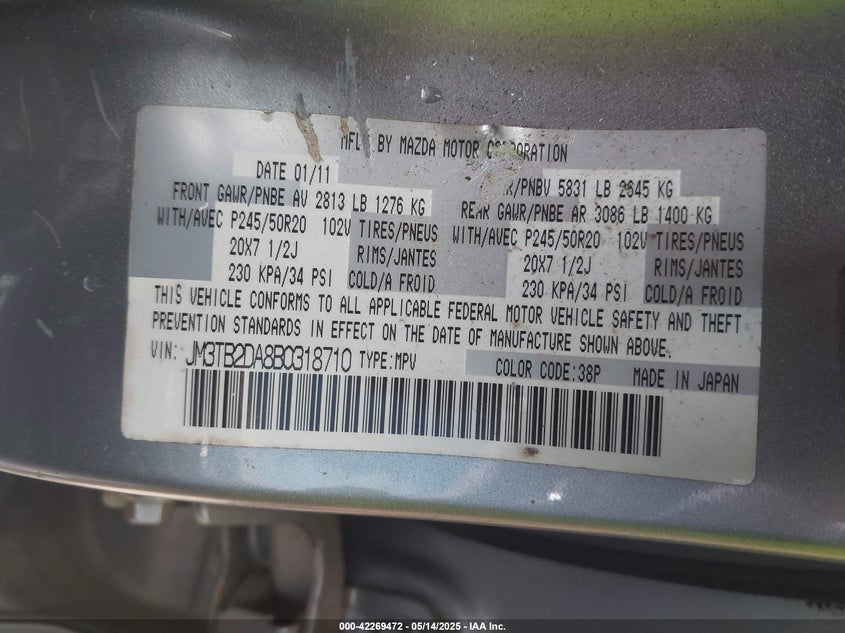 MFD BY MAZDA MOTOR CORPORATION
DATE 01/11 /PNBV 5831 LB 2645 KG
FRONT GAWR/PNBE AV 2813 LB 1276 KG REAR GAWR/PNBE AR 3086 LB 1400 KG
WITH/AVEC P245/50R20 102V TIRES/PNEUS WITH/AVEC P245/50R20 102V TIRES/PNEUS
20X7 1/2J RIMS/JANTES 20X7 1/2J RIMS/JANTES
230 KPA/34 PSI COLD/A FROID 230 KPA/34 PSI COLD/A FROID
THIS VEHICLE CONFORMS TO ALL APPLICABLE FEDERAL MOTOR VEHICLE SAFETY AND THEFT
PREVENTION STANDARDS IN EFFECT ON THE DATE OF MANUFACTURE SHOWN ABOVE.
VIN: JM3TB2DA8B0318710 TYPE:MPV COLOR CODE:38P MADE IN JAPAN
000-42269472 — 05/14/2025 — IAA Inc.